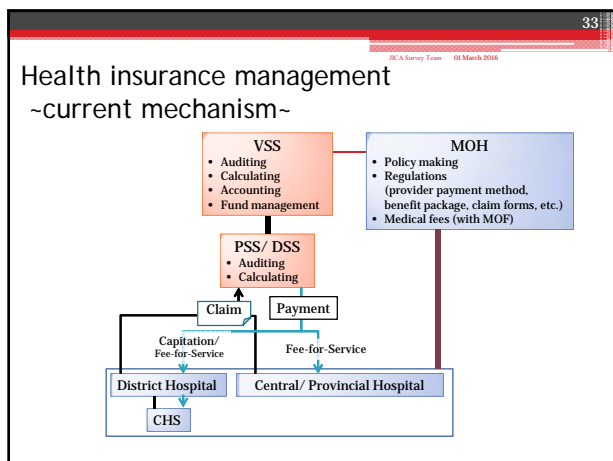 33
JICA Survey Team 01 March 2016
Health insurance management
~current mechanism~
VSS
• Auditing
• Calculating
• Accounting
• Fund management
MOH
• Policy making
• Regulations
(provider payment method,
benefit package, claim forms, etc.)
• Medical fees (with MOF)
PSS/ DSS
• Auditing
• Calculating
Claim
Payment
Capitation/
Fee-for-Service
Fee-for-Service
District Hospital
Central/ Provincial Hospital
CHS